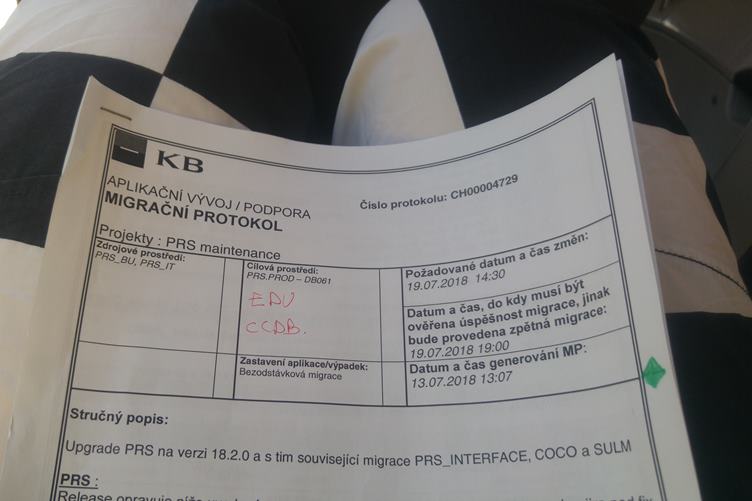 KB
APLIKAČNÍ VÝVOJ / PODPORA
MIGRAČNÍ PROTOKOL
Číslo protokolu: CH00004729
Projekty : PRS maintenance
Zdrojové prostředí:
PRS_BU, PRS_IT
Cílová prostředí:
PRS.PROD – DB061
EDU
CCDB.
Požadované datum a čas změn:
19.07.2018 14:30
Datum a čas, do kdy musí být
ověřena úspěšnost migrace, jinak
bude provedena zpětná migrace:
19.07.2018 19:00
Zastavení aplikace/výpadek:
Bezodstávková migrace
Datum a čas generování MP:
13.07.2018 13:07
Stručný popis:
Upgrade PRS na verzi 18.2.0 a s tím související migrace PRS_INTERFACE, COCO a SULM
PRS :
Release opravuje níže